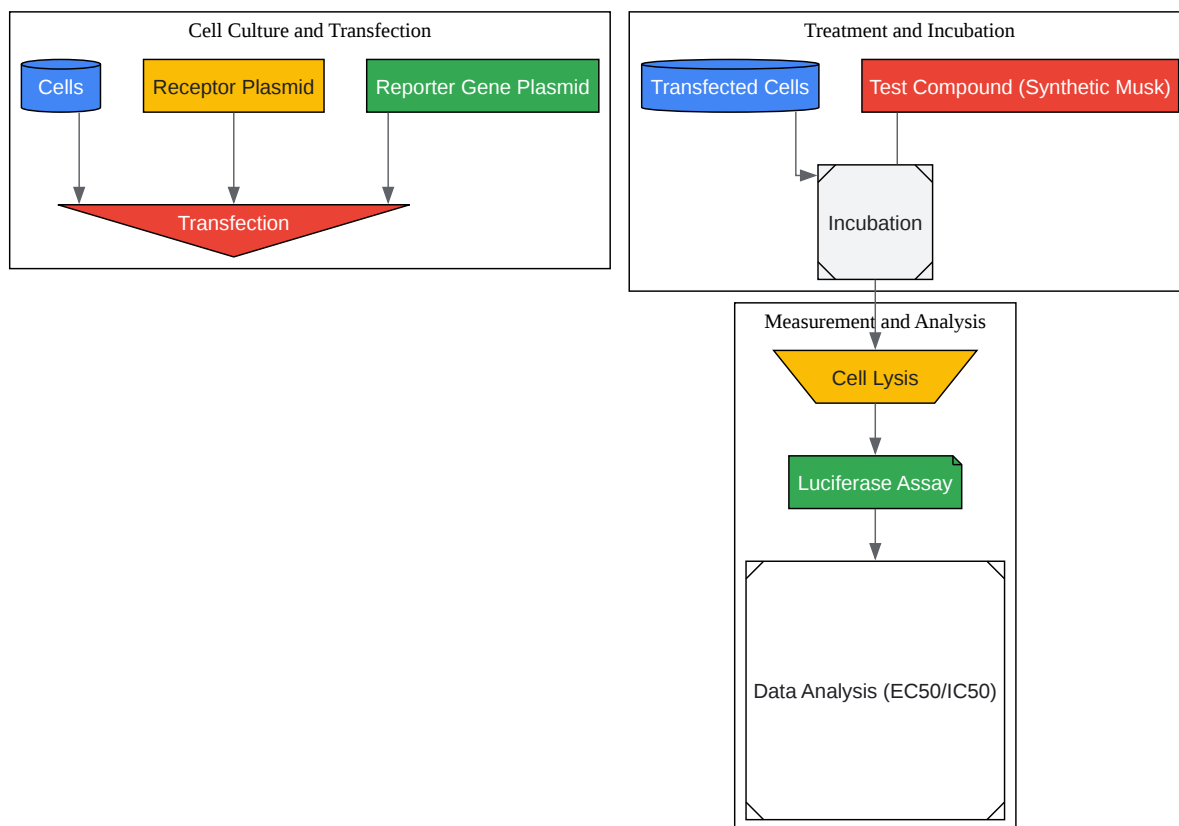 Cell Culture and Transfection
Cells
Receptor Plasmid
Reporter Gene Plasmid
Transfection
Treatment and Incubation
Transfected Cells
Test Compound (Synthetic Musk)
Incubation
Measurement and Analysis
Cell Lysis
Luciferase Assay
Data Analysis (EC50/IC50)